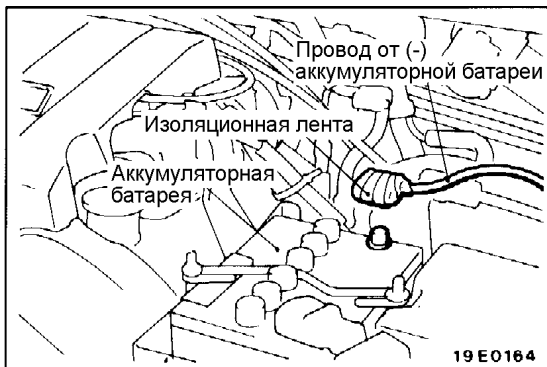 Провод от (-)
аккумуляторной батареи
Изоляционная лента
Аккумуляторная
батарея
19E0164